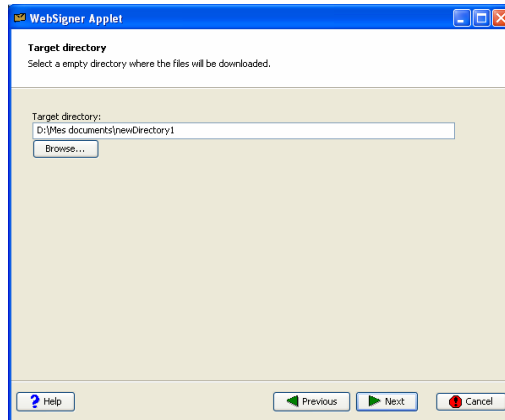 WebSigner Applet
Target directory
Select a empty directory where the files will be downloaded.
Target directory:
D:\Mes documents\newDirectory1
Browse...
Help
Previous
Next
Cancel